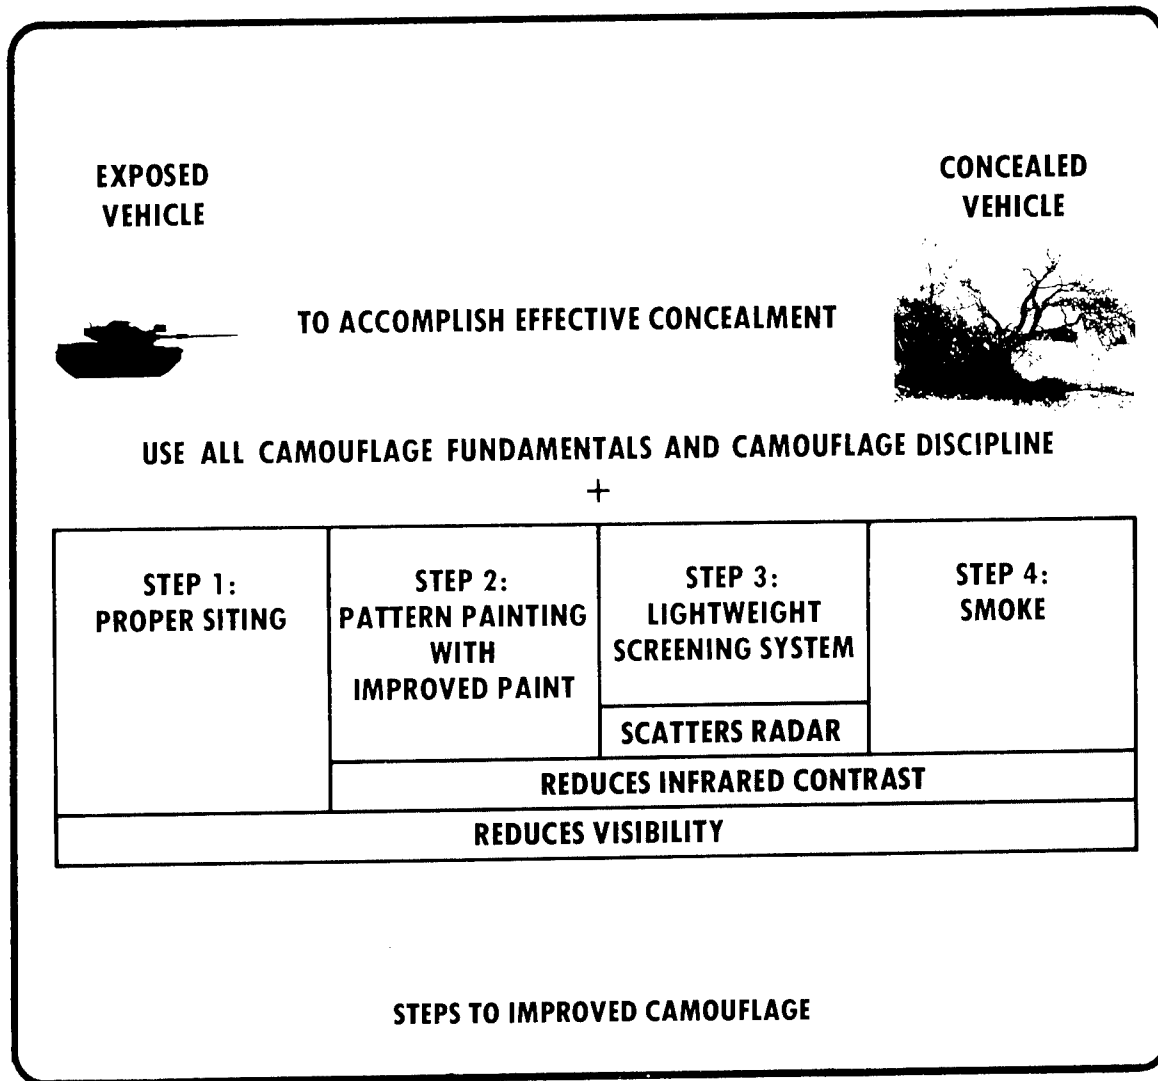 EXPOSED
VEHICLE
CONCEALED
VEHICLE
TO ACCOMPLISH EFFECTIVE CONCEALMENT
USE ALL CAMOUFLAGE FUNDAMENTALS AND CAMOUFLAGE DISCIPLINE
+
STEP 1:
PROPER SITING
STEP 2:
PATTERN PAINTING
WITH
IMPROVED PAINT
STEP 3:
LIGHTWEIGHT
SCREENING SYSTEM
STEP 4:
SMOKE
SCATTERS RADAR
REDUCES INFRARED CONTRAST
REDUCES VISIBILITY
STEPS TO IMPROVED CAMOUFLAGE